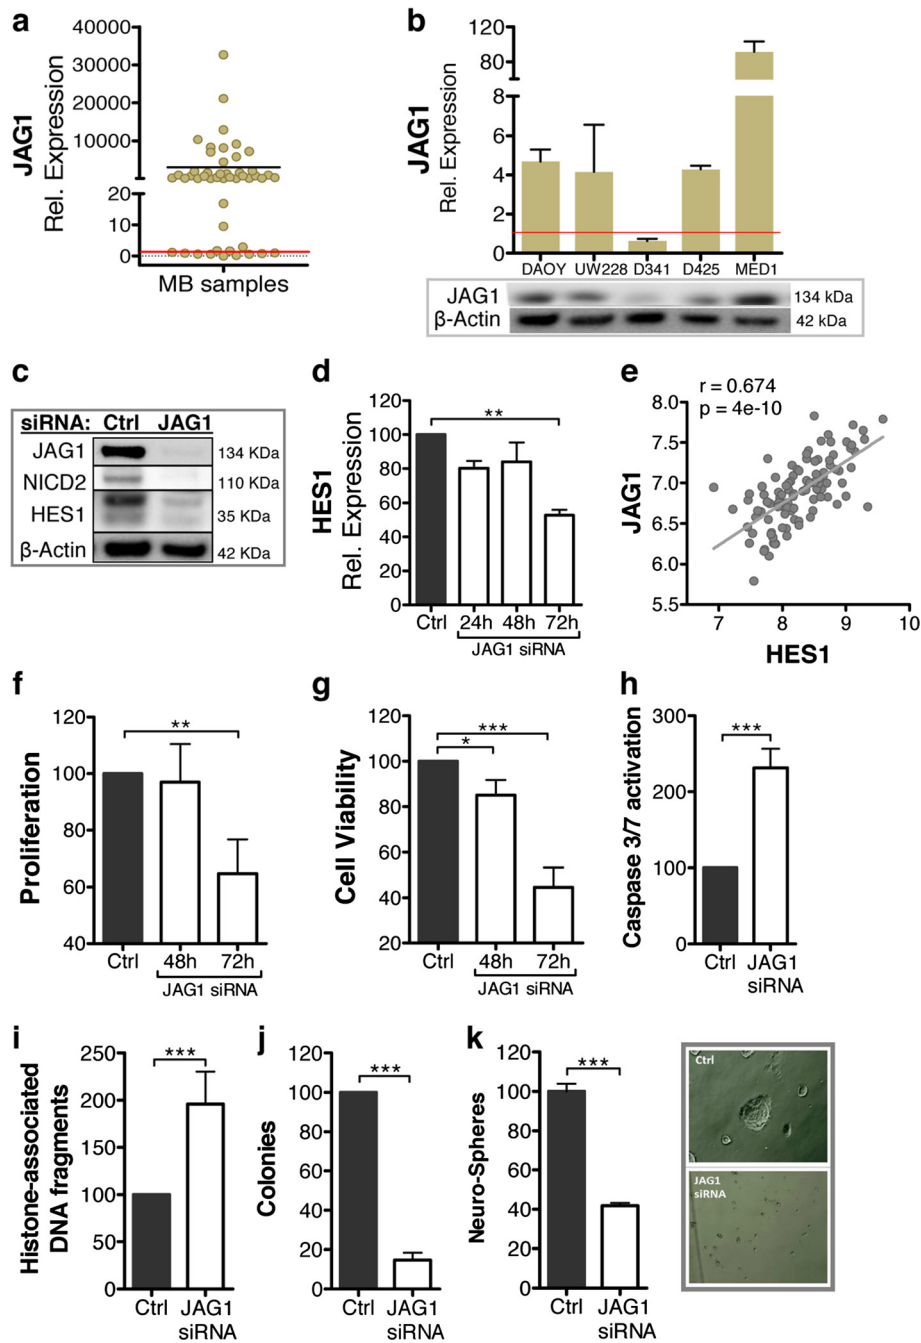 a
JAG1
Rel. Expression
40000
30000
20000
10000
20
10
0
MB samples
b
JAG1
Rel. Expression
120
80
8
6
4
2
0
DAOY UW228 D341 D425 MED1
JAG1 134 kDa
β-Actin 42 kDa
c
siRNA: Ctrl JAG1
JAG1 134 KDa
NICD2 110 KDa
HES1 35 KDa
β-Actin 42 KDa
d
HES1
Rel. Expression
120
100
80
60
40
20
0
**
Ctrl 24h 48h 72h
JAG1 siRNA
e
r = 0.674
p = 4e-10
JAG1
8.0
7.5
7.0
6.5
6.0
5.5
7 8 9 10
HES1
f
Proliferation
120
100
80
60
40
**
Ctrl 48h 72h
JAG1 siRNA
g
Cell Viability
120
100
80
60
40
20
***
*
Ctrl 48h 72h
JAG1 siRNA
h
Caspase 3/7 activation
300
200
100
0
***
Ctrl JAG1
siRNA
i
Histone-associated
DNA fragments
250
200
150
100
50
0
***
Ctrl JAG1
siRNA
j
Colonies
120
100
80
60
40
20
0
***
Ctrl JAG1
siRNA
k
Neuro-Spheres
120
100
80
60
40
20
0
***
Ctrl JAG1
siRNA
Ctrl
JAG1
siRNA